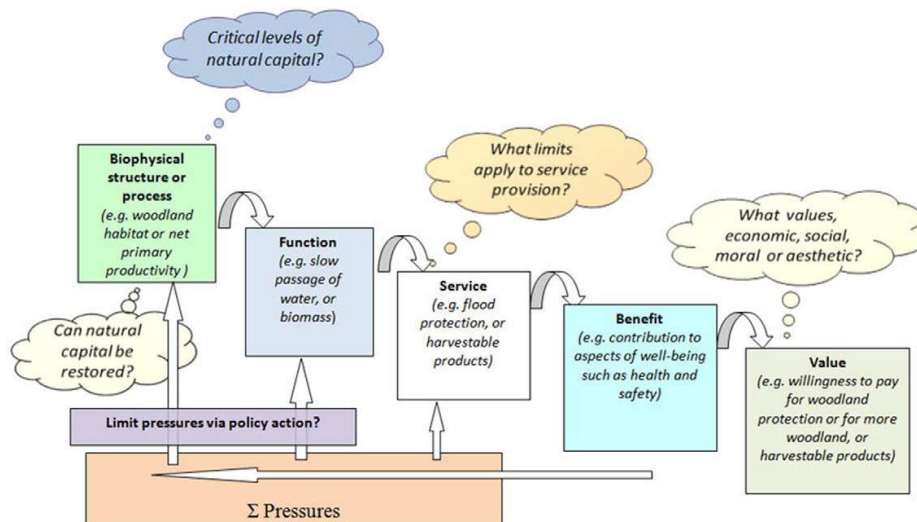 Critical levels of
natural capital?
Biophysical
structure or
process
(e.g. woodland
habitat or net
primary
productivity )
Can natural
capital be
restored?
Function
(e.g. slow
passage of
water, or
biomass)
What limits
apply to service
provision?
Service
(e.g. flood
protection, or
harvestable
products)
Benefit
(e.g. contribution to
aspects of well-being
such as health and
safety)
What values,
economic, social,
moral or aesthetic?
Value
(e.g. willingness to pay
for woodland
protection or for more
woodland, or
harvestable products)
Limit pressures via policy action?
Σ Pressures